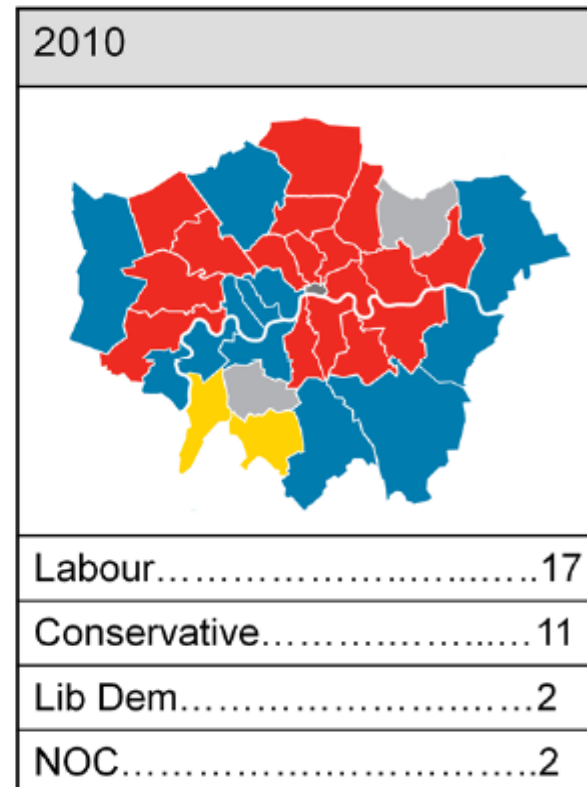 2010
Labour…………………..…...…..17
Conservative…………..……..…. 11
Lib Dem……………………..……2
NOC………………………………..2